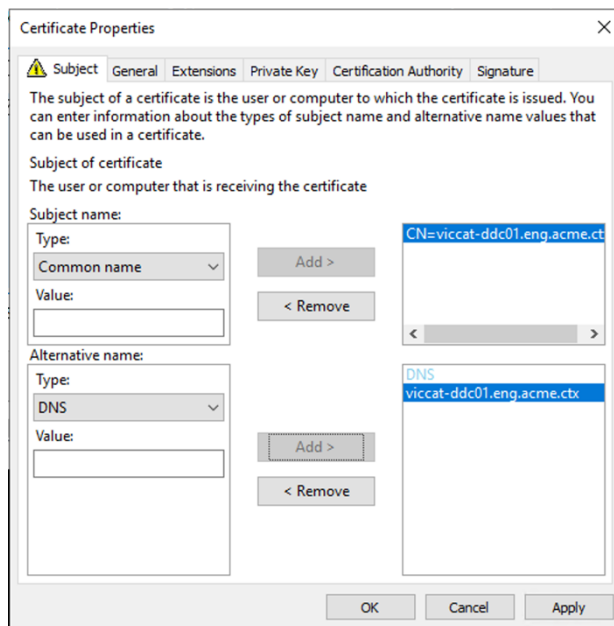 Certificate Properties
Subject General Extensions Private Key Certification Authority Signature
The subject of a certificate is the user or computer to which the certificate is issued. You
can enter information about the types of subject name and alternative name values that
can be used in a certificate.
Subject of certificate
The user or computer that is receiving the certificate
Subject name:
Type:
Common name
Value:
Add >
< Remove
CN=viccat-ddc01.eng.acme.ct
Alternative name:
Type:
DNS
Value:
Add >
< Remove
DNS
viccat-ddc01.eng.acme.ctx
OK Cancel Apply